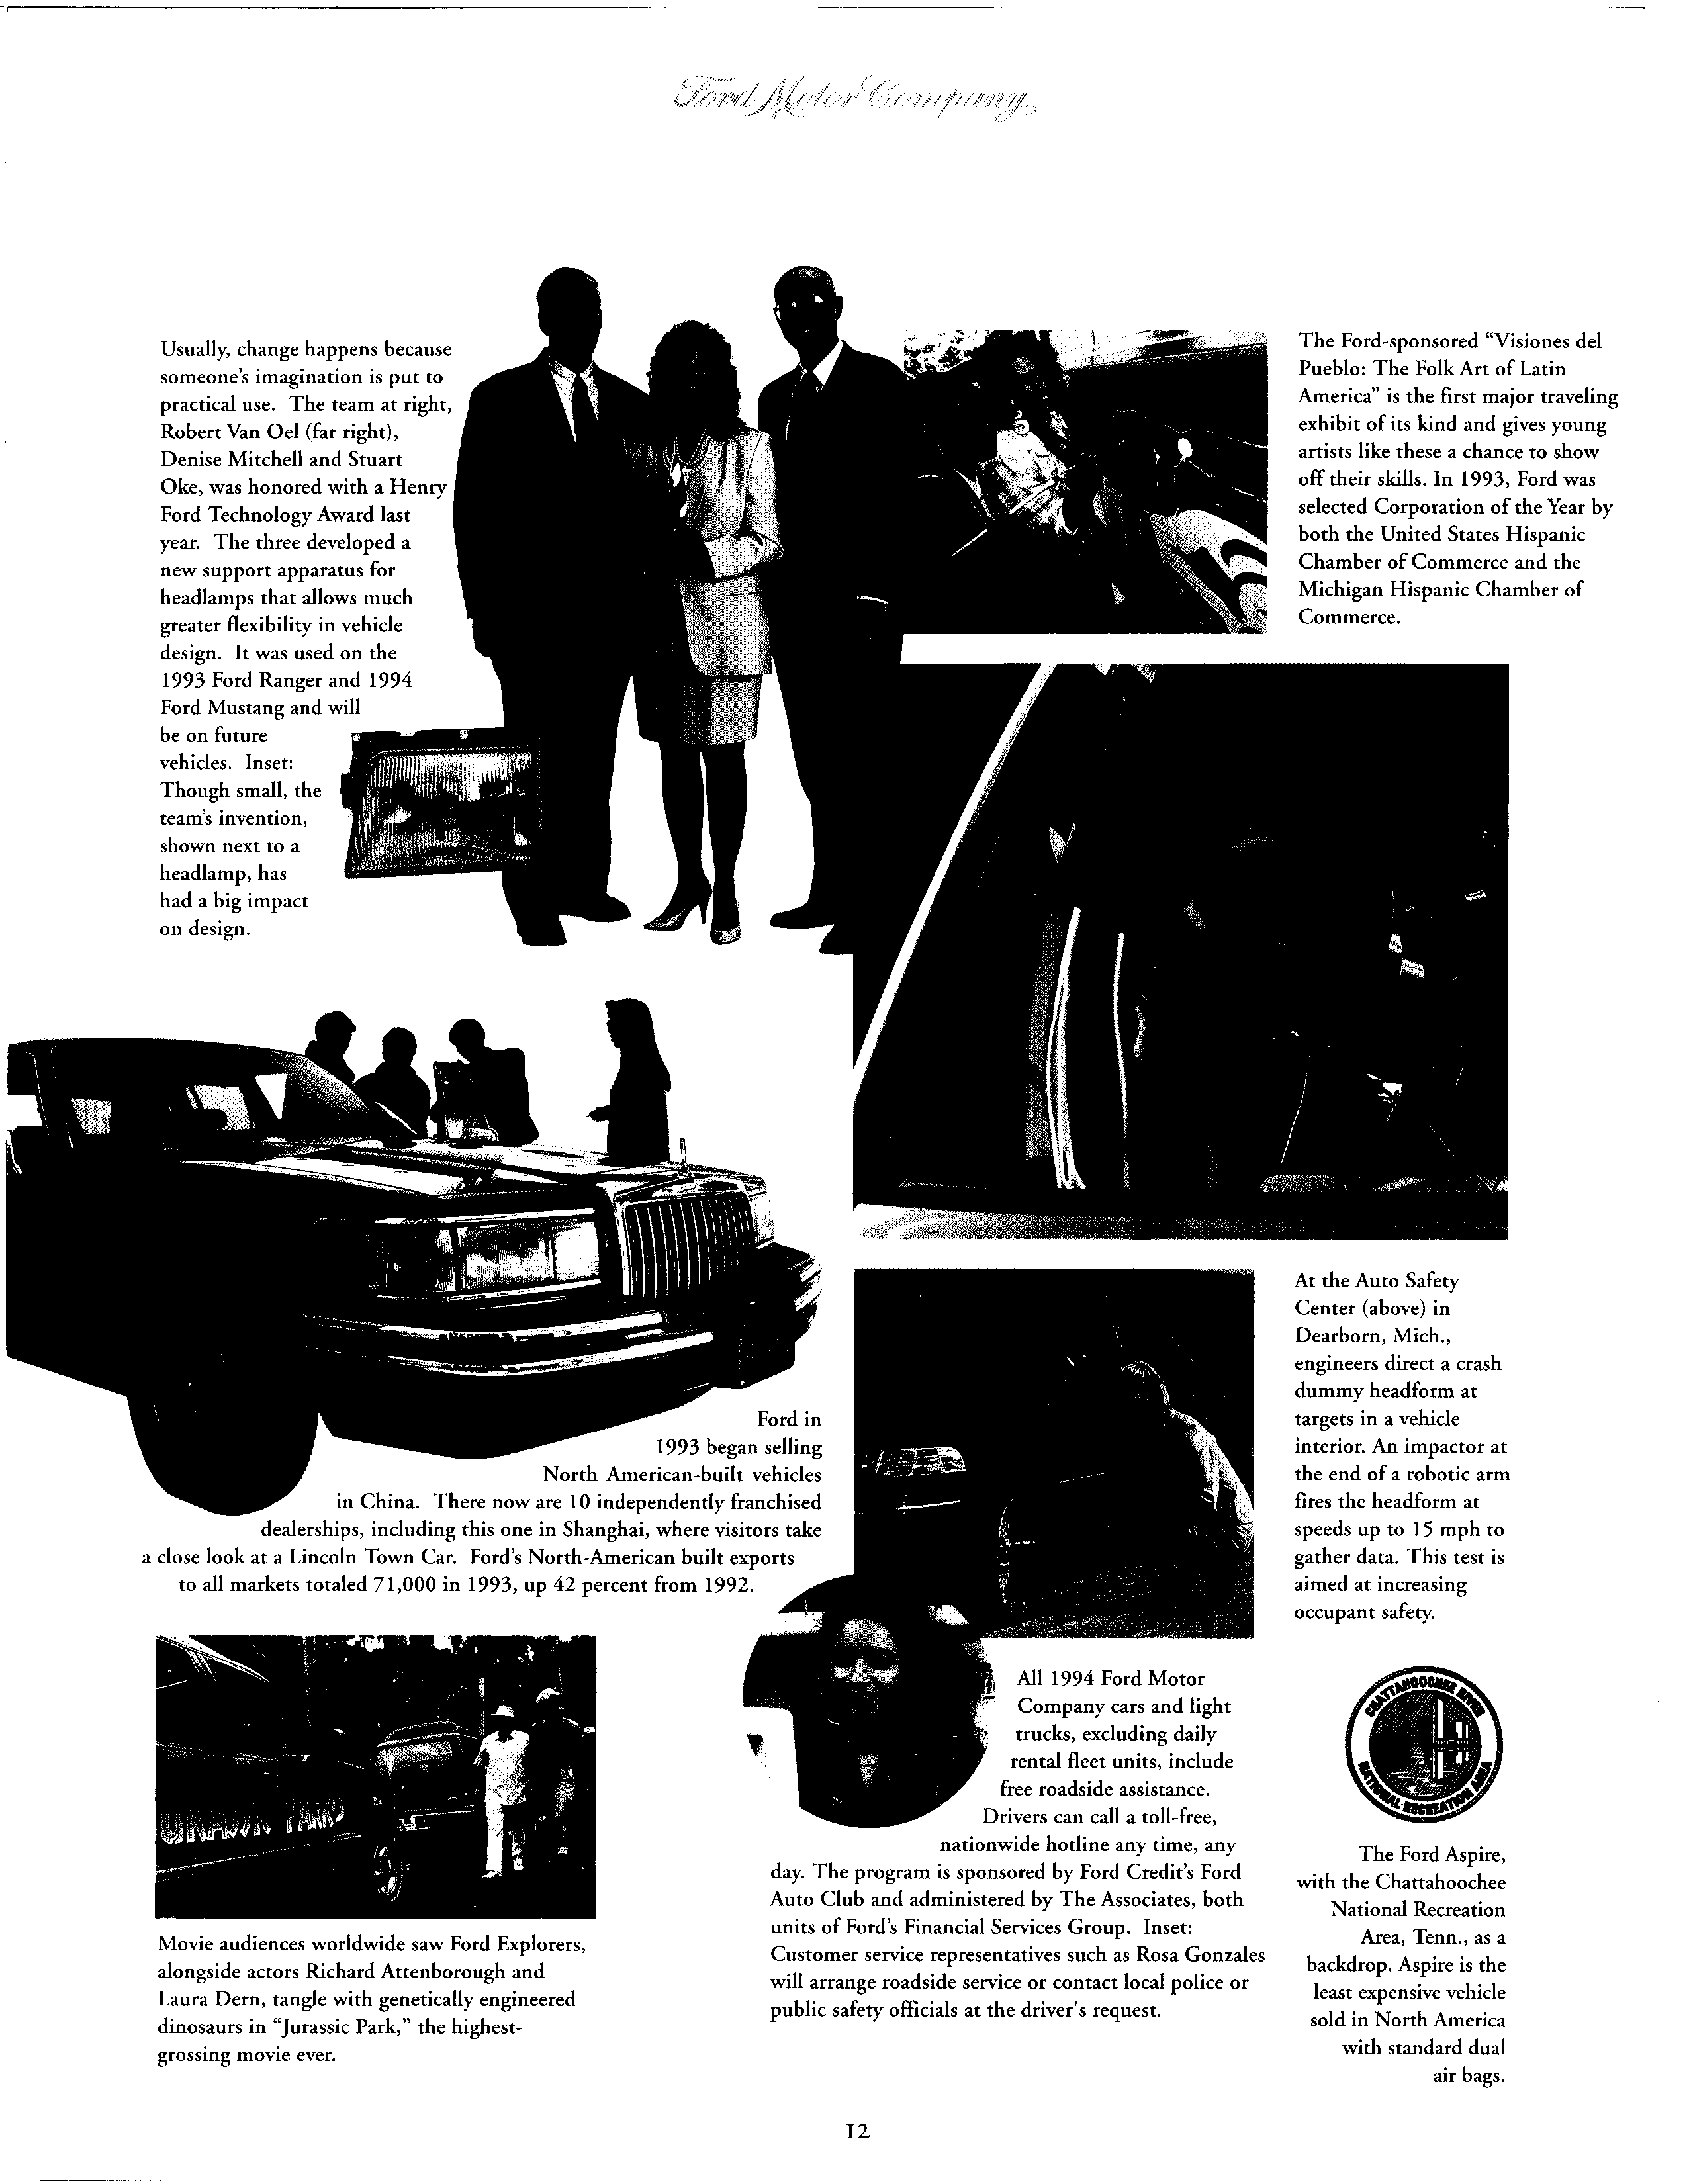 Ford Motor Company
Usually, change happens because
someone's imagination is put to
practical use. The team at right,
Robert Van Oel (far right),
Denise Mitchell and Stuart
Oke, was honored with a Henry
Ford Technology Award last
year. The three developed a
new support apparatus for
headlamps that allows much
greater flexibility in vehicle
design. It was used on the
1993 Ford Ranger and 1994
Ford Mustang and will
be on future
vehicles. Inset:
Though small, the
team's invention,
shown next to a
headlamp, has
had a big impact
on design.
The Ford-sponsored “Visiones del
Pueblo: The Folk Art of Latin
America” is the first major traveling
exhibit of its kind and gives young
artists like these a chance to show
off their skills. In 1993, Ford was
selected Corporation of the Year by
both the United States Hispanic
Chamber of Commerce and the
Michigan Hispanic Chamber of
Commerce.
Ford in
1993 began selling
North American-built vehicles
in China. There now are 10 independently franchised
dealerships, including this one in Shanghai, where visitors take
a close look at a Lincoln Town Car. Ford's North-American built exports
to all markets totaled 71,000 in 1993, up 42 percent from 1992.
At the Auto Safety
Center (above) in
Dearborn, Mich.,
engineers direct a crash
dummy headform at
targets in a vehicle
interior. An impactor at
the end of a robotic arm
fires the headform at
speeds up to 15 mph to
gather data. This test is
aimed at increasing
occupant safety.
JURASSIC PARK
Movie audiences worldwide saw Ford Explorers,
alongside actors Richard Attenborough and
Laura Dern, tangle with genetically engineered
dinosaurs in “Jurassic Park,” the highest-
grossing movie ever.
All 1994 Ford Motor
Company cars and light
trucks, excluding daily
rental fleet units, include
free roadside assistance.
Drivers can call a toll-free,
nationwide hotline any time, any
day. The program is sponsored by Ford Credit's Ford
Auto Club and administered by The Associates, both
units of Ford's Financial Services Group. Inset:
Customer service representatives such as Rosa Gonzales
will arrange roadside service or contact local police or
public safety officials at the driver's request.
CHATTAHOOCHEE RIVER
NATIONAL RECREATION AREA
The Ford Aspire,
with the Chattahoochee
National Recreation
Area, Tenn., as a
backdrop. Aspire is the
least expensive vehicle
sold in North America
with standard dual
air bags.
12